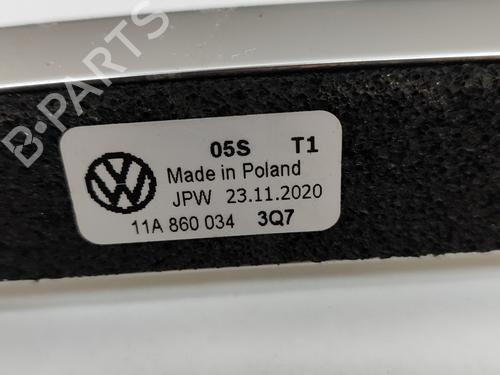 B-PARTS
05S T1
Made in Poland
JPW 23.11.2020
11A 860 034 3Q7